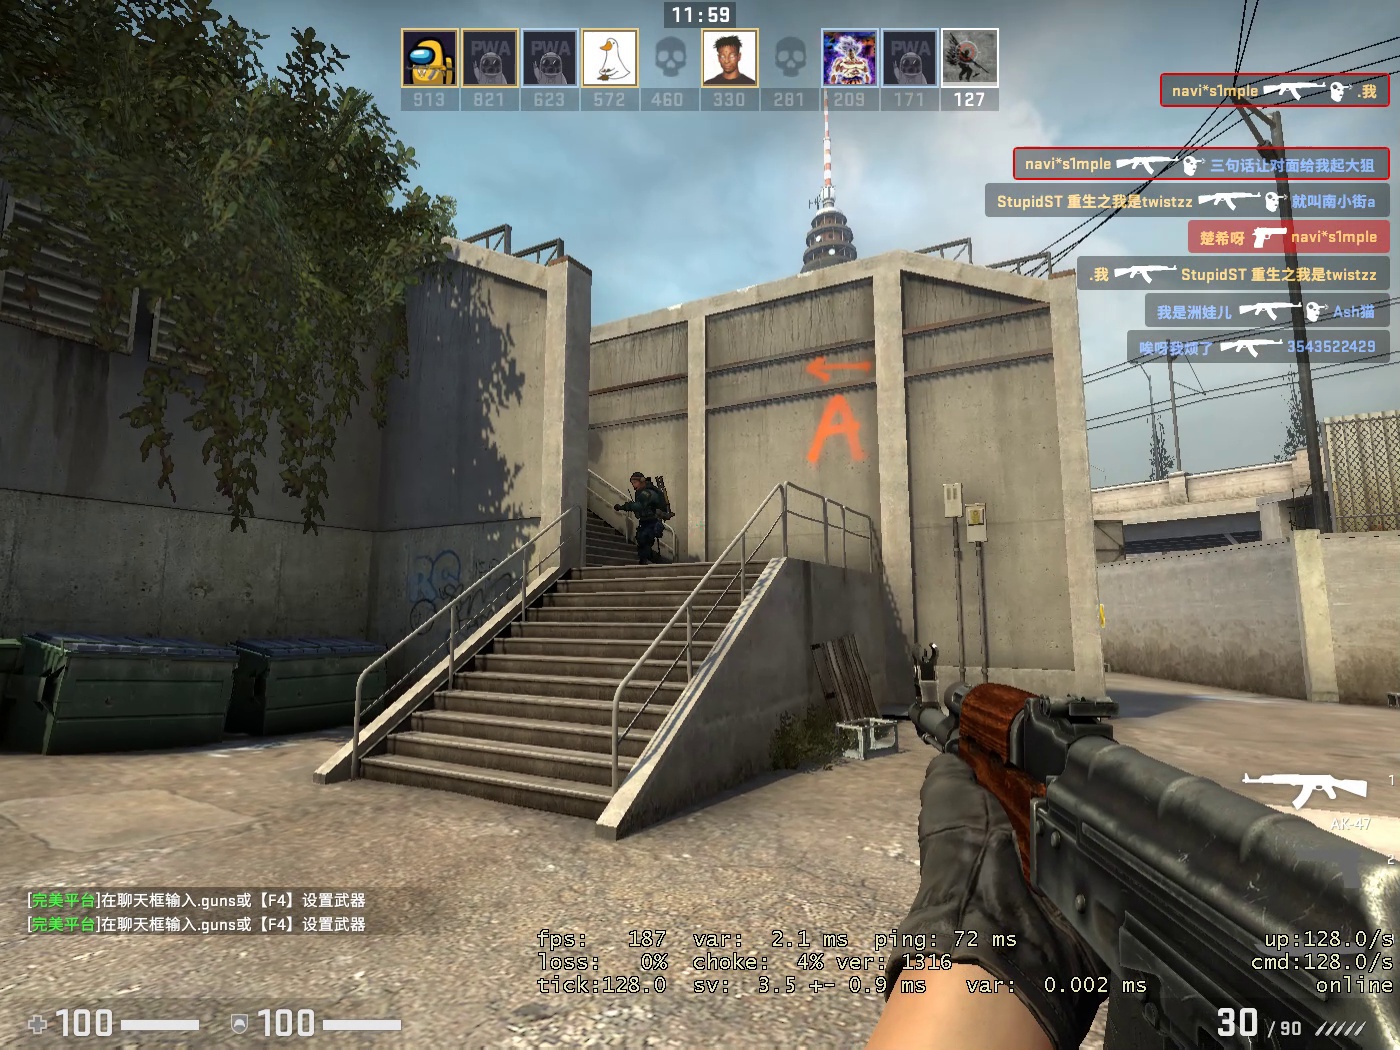 11:59
PWA PWA PWA
913 821 623 572 460 330 281 209 171 127
navi*s1mple .我
navi*s1mple 三句话让对面给我起大狙
StupidST 重生之我是twistzz 就叫南小街a
楚希呀 navi*s1mple
.我 StupidST 重生之我是twistzz
我是洲娃儿 Ash猫
唉呀我烦了 3543522429
A
1
AK-47
2
[完美平台]在聊天框输入.guns或【F4】设置武器
[完美平台]在聊天框输入.guns或【F4】设置武器
fps: 187 var: 2.1 ms ping: 72 ms up:128.0/s
loss: 0% choke: 4% ver: 1316 cmd:128.0/s
tick:128.0 sv: 3.5 +- 0.9 ms var: 0.002 ms online
100 100 30 / 90